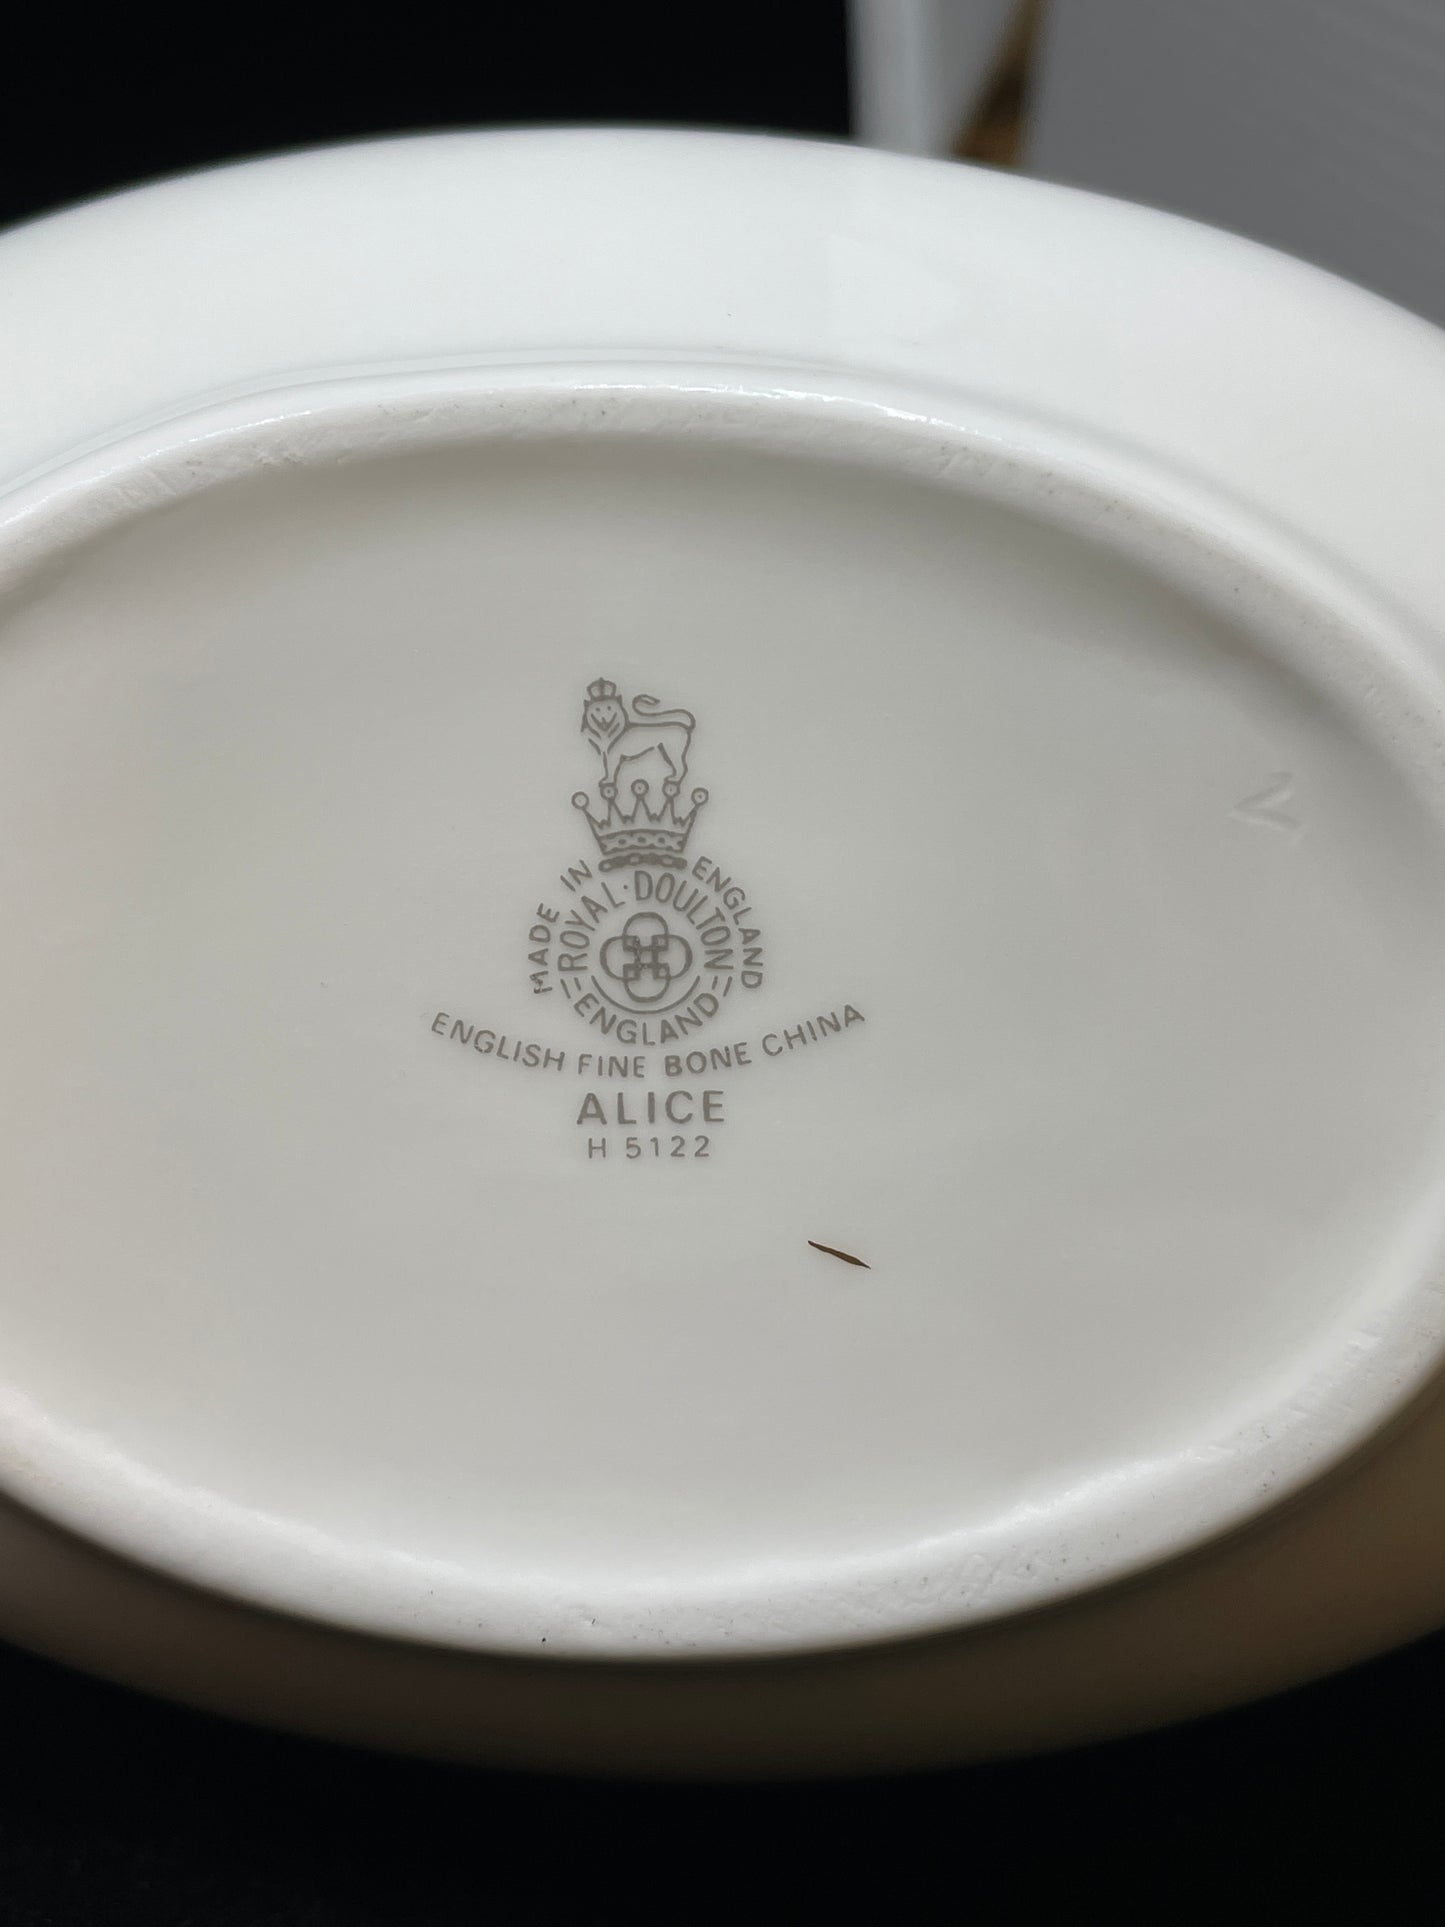 MADE IN ENGLAND
ROYAL·DOULTON
ENGLAND
ENGLISH FINE BONE CHINA
ALICE
H 5122